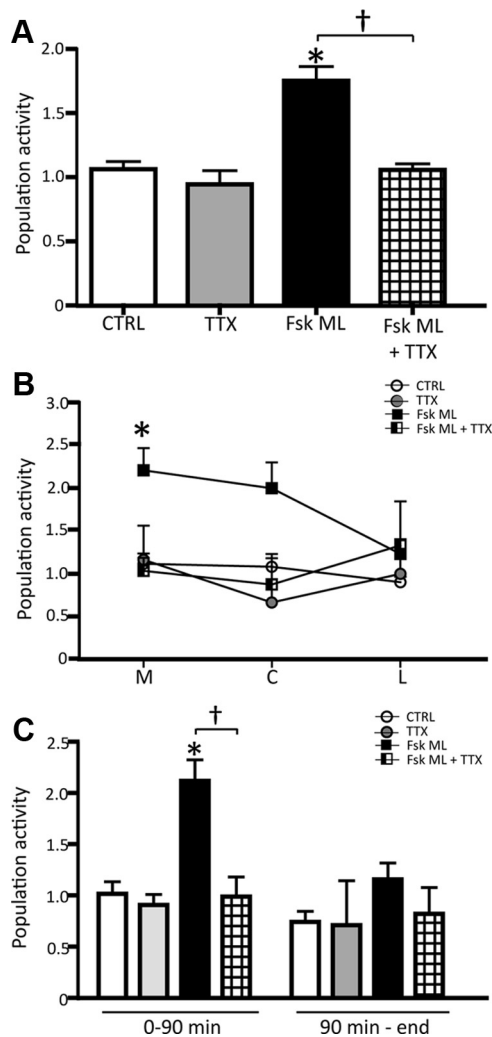 A
†
2.0
*
1.5
1.0
0.5
0
Population activity
CTRL TTX Fsk ML Fsk ML
+ TTX
B
CTRL
TTX
Fsk ML
Fsk ML + TTX
3.0
*
2.5
2.0
1.5
1.0
0.5
0
Population activity
M C L
C
CTRL
TTX
Fsk ML
Fsk ML + TTX
†
2.5
*
2.0
1.5
1.0
0.5
0
Population activity
0-90 min 90 min - end